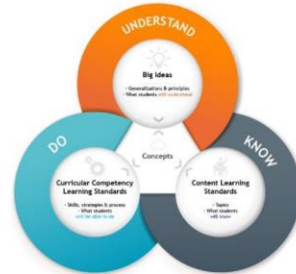 UNDERSTAND
Big Ideas
• Generalizations & principles
• What students will understand
DO
KNOW
Concepts
Curricular Competency
Learning Standards
• Skills, strategies & process
• What students
will be able to do
Content Learning
Standards
• Topics
• What students
will know